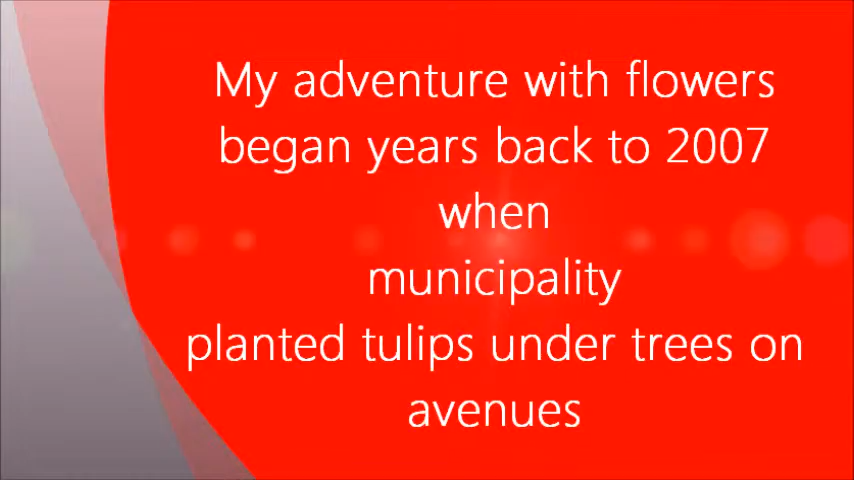 My adventure with flowers
began years back to 2007
when
municipality
planted tulips under trees on
avenues